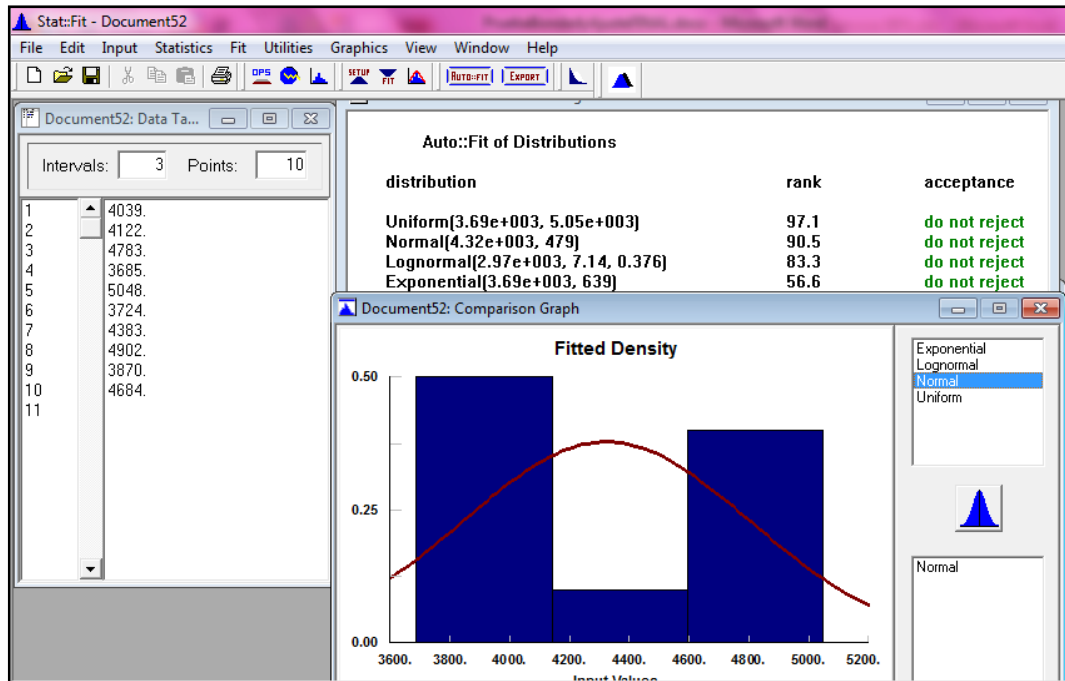 Stat::Fit - Document52
File Edit Input Statistics Fit Utilities Graphics View Window Help
OPS SETUP FIT AUTO::FIT EXPORT
Document52: Data Ta...
Intervals: 3 Points: 10
1 4039.
2 4122.
3 4783.
4 3685.
5 5048.
6 3724.
7 4383.
8 4902.
9 3870.
10 4684.
11
Auto::Fit of Distributions
distribution rank acceptance
Uniform(3.69e+003, 5.05e+003) 97.1 do not reject
Normal(4.32e+003, 479) 90.5 do not reject
Lognormal(2.97e+003, 7.14, 0.376) 83.3 do not reject
Exponential(3.69e+003, 639) 56.6 do not reject
Document52: Comparison Graph
Fitted Density
0.50
0.25
0.00
3600. 3800. 4000. 4200. 4400. 4600. 4800. 5000. 5200.
Input Values
Exponential
Lognormal
Normal
Uniform
Normal